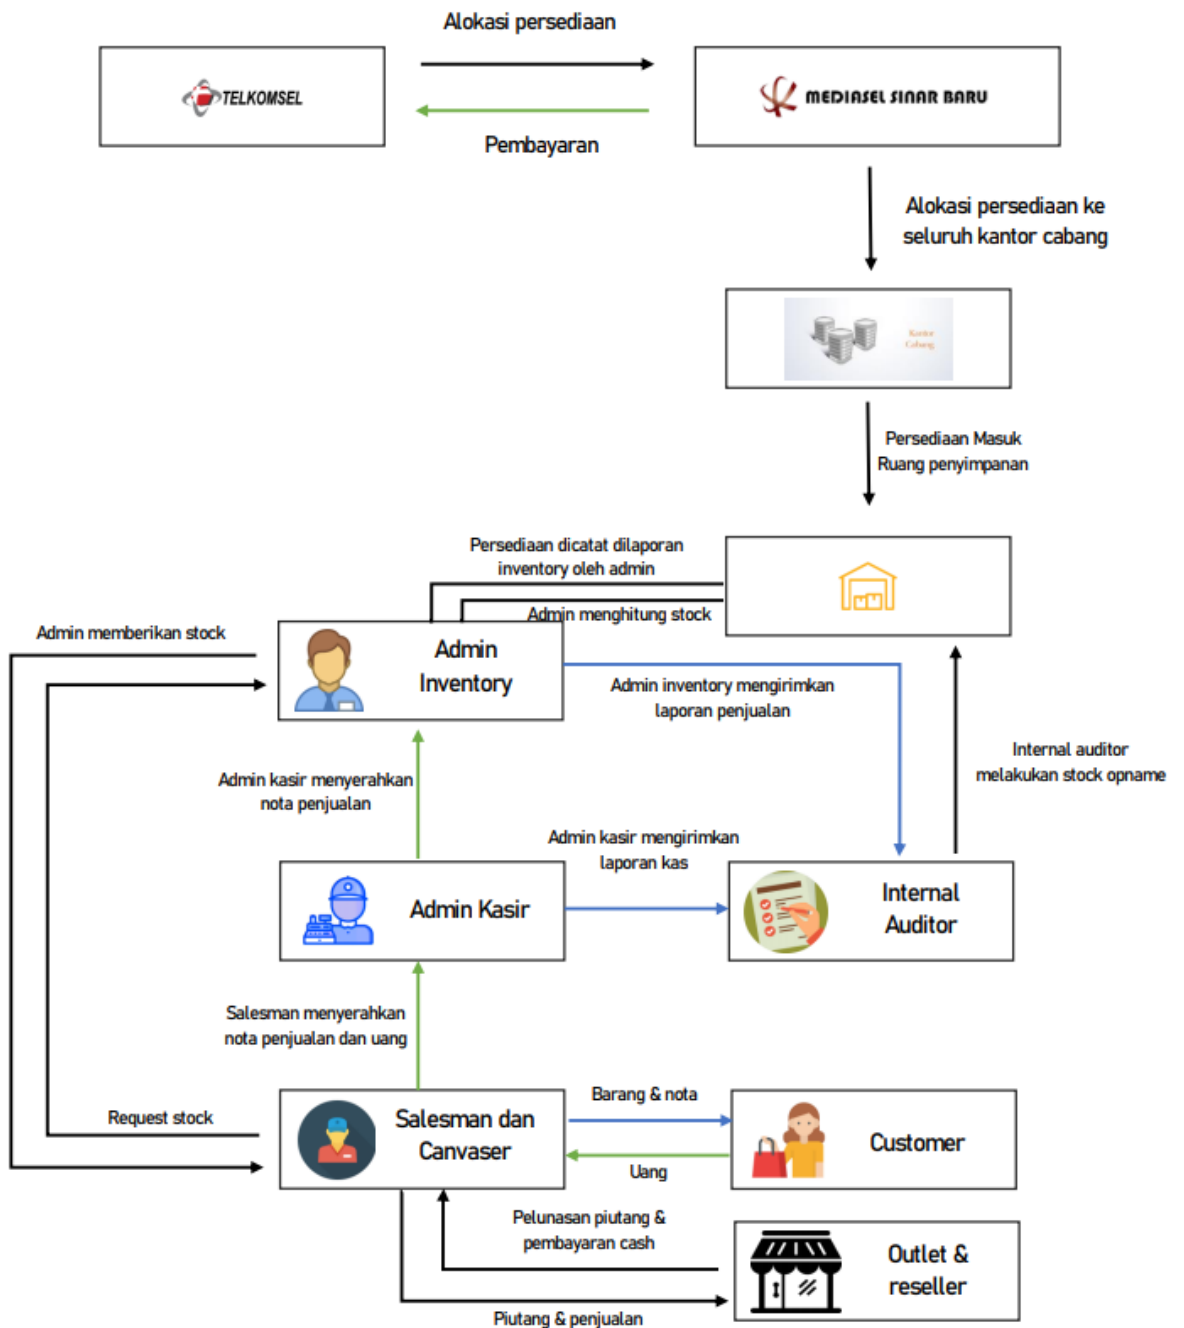 Alokasi persediaan
TELKOMSEL
MEDIASEL SINAR BARU
Pembayaran
Alokasi persediaan ke
seluruh kantor cabang
Kantor
Cabang
Persediaan Masuk
Ruang penyimpanan
Persediaan dicatat dilaporan
inventory oleh admin
Admin menghitung stock
Admin memberikan stock
Admin
Inventory
Admin inventory mengirimkan
laporan penjualan
Internal auditor
melakukan stock opname
Admin kasir menyerahkan
nota penjualan
Admin kasir mengirimkan
laporan kas
Admin Kasir
Internal
Auditor
Salesman menyerahkan
nota penjualan dan uang
Request stock
Salesman dan
Canvaser
Barang & nota
Uang
Customer
Pelunasan piutang &
pembayaran cash
Outlet &
reseller
Piutang & penjualan